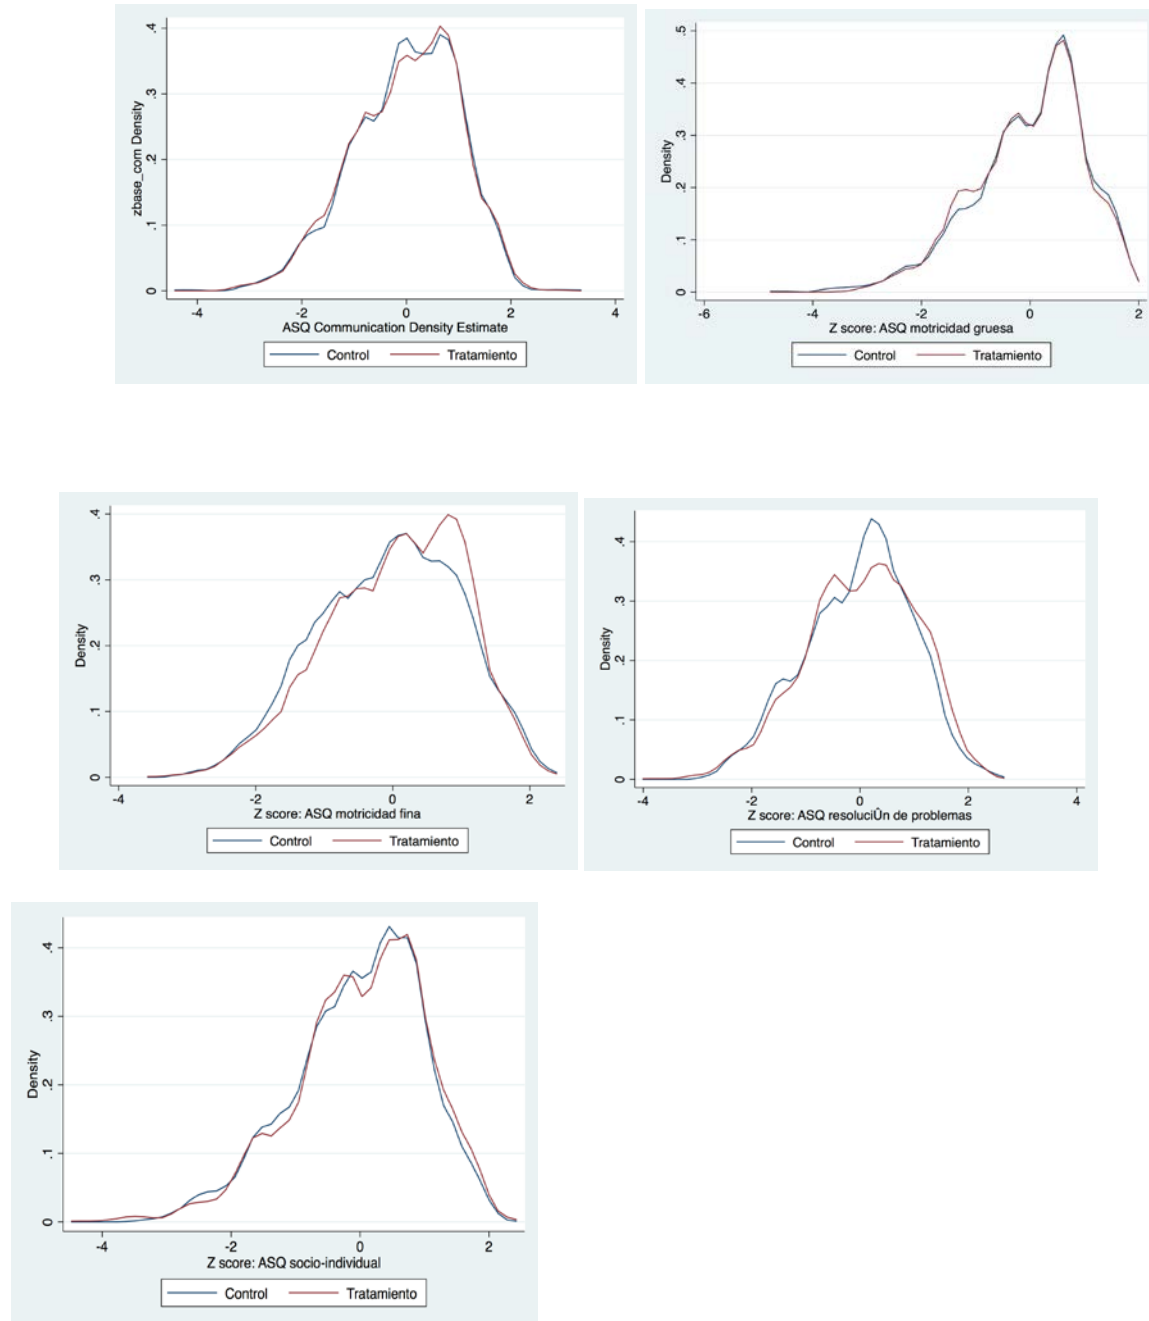 zbase_com Density
.4
.3
.2
.1
0
-4
-2
0
2
4
ASQ Communication Density Estimate
Control
Tratamiento
Density
.5
.4
.3
.2
.1
0
-6
-4
-2
0
2
Z score: ASQ motricidad gruesa
Control
Tratamiento
Density
.4
.3
.2
.1
0
-4
-2
0
2
Z score: ASQ motricidad fina
Control
Tratamiento
Density
.4
.3
.2
.1
0
-4
-2
0
2
4
Z score: ASQ resoluciÛn de problemas
Control
Tratamiento
Density
.4
.3
.2
.1
0
-4
-2
0
2
Z score: ASQ socio-individual
Control
Tratamiento